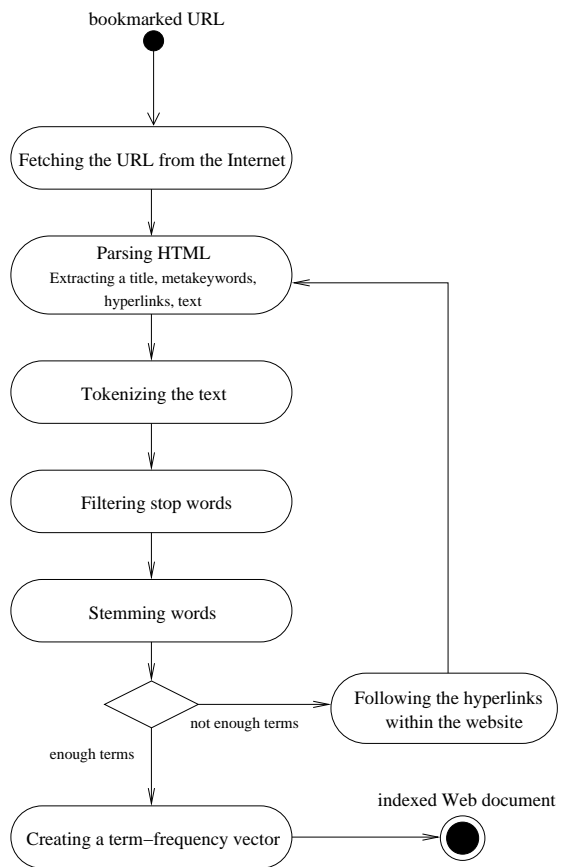 bookmarked URL
Fetching the URL from the Internet
Parsing HTML
Extracting a title, metakeywords,
hyperlinks, text
Tokenizing the text
Filtering stop words
Stemming words
not enough terms
Following the hyperlinks
within the website
enough terms
indexed Web document
Creating a term−frequency vector